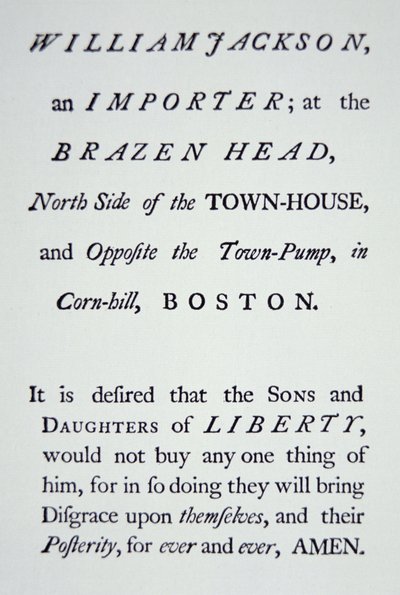 WILLIAM JACKSON,
an IMPORTER; at the
BRAZEN HEAD,
North Side of the TOWN-HOUSE,
and Oppoſite the Town-Pump, in
Corn-hill, BOSTON.
It is deſired that the SONS and
DAUGHTERS of LIBERTY,
would not buy any one thing of
him, for in ſo doing they will bring
Diſgrace upon themſelves, and their
Poſterity, for ever and ever, AMEN.